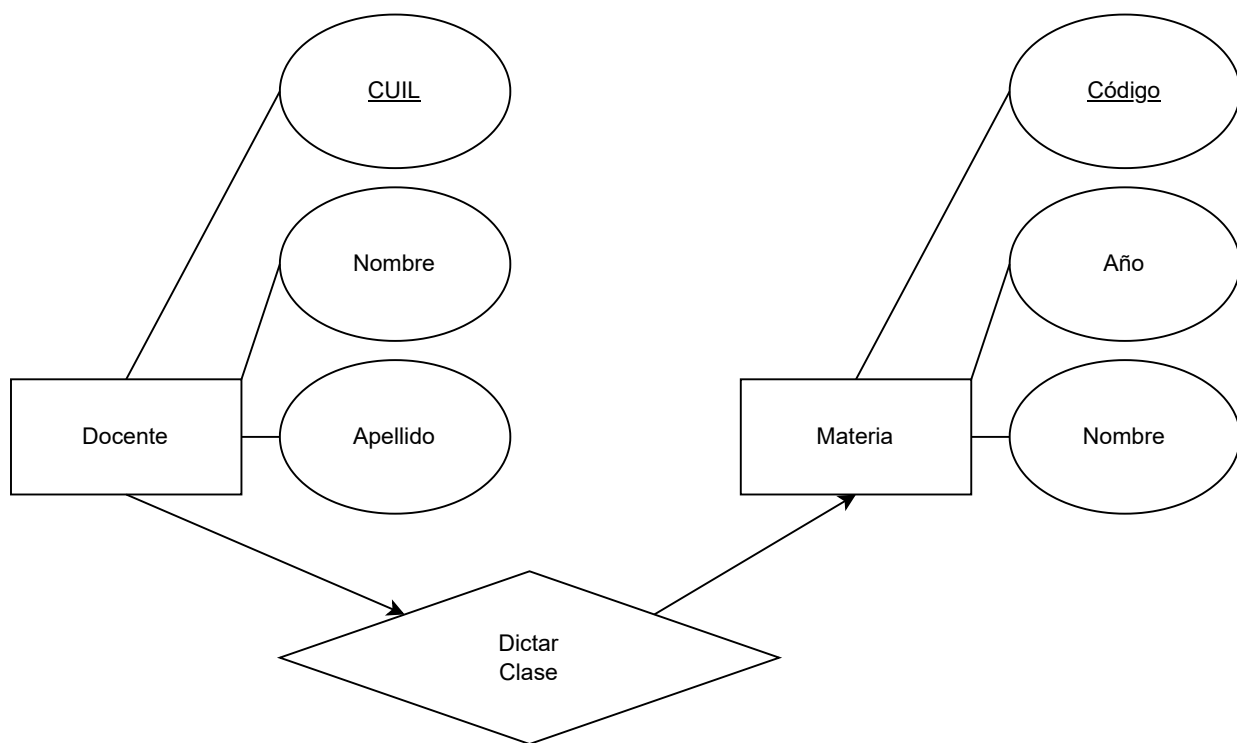 CUIL
Código
Nombre
Año
Docente
Apellido
Materia
Nombre
Dictar
Clase